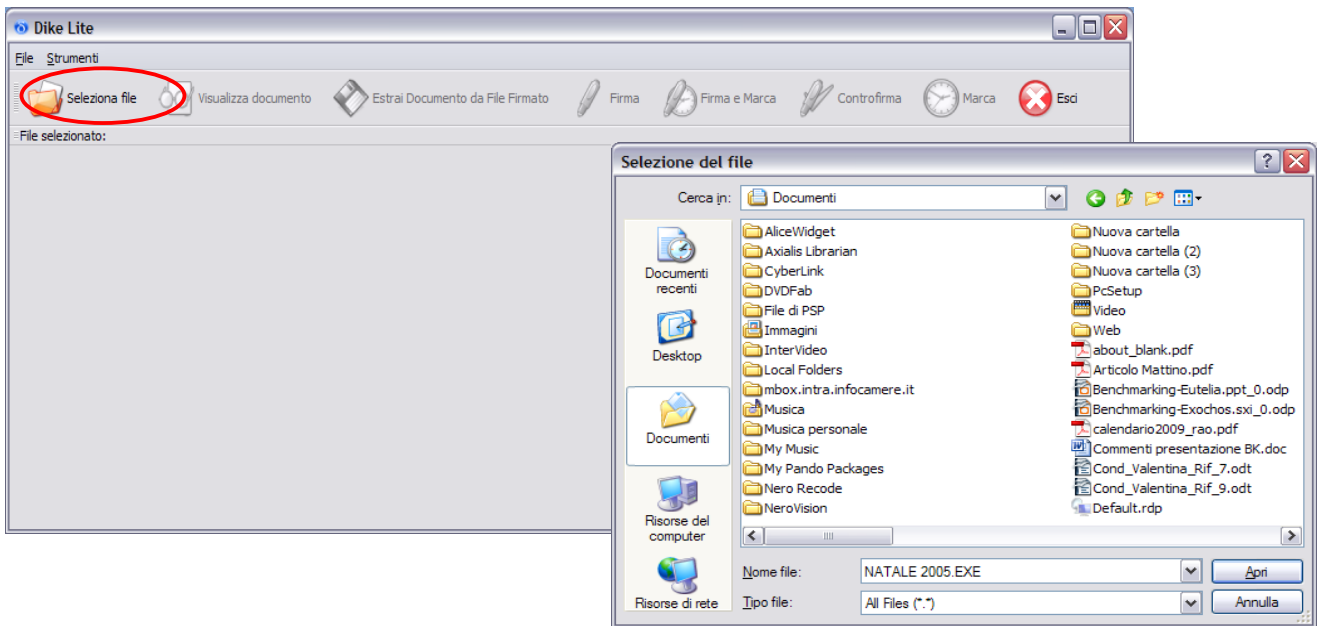 Dike Lite
File Strumenti
Seleziona file Visualizza documento Estrai Documento da File Firmato Firma Firma e Marca Controfirma Marca Esci
File selezionato:
Selezione del file
Cerca in: Documenti
Documenti recenti
Desktop
Documenti
Risorse del computer
Risorse di rete
AliceWidget
Axialis Librarian
CyberLink
DVDFab
File di PSP
Immagini
InterVideo
Local Folders
mbox.intra.infocamere.it
Musica
Musica personale
My Music
My Pando Packages
Nero Recode
NeroVision
Nuova cartella
Nuova cartella (2)
Nuova cartella (3)
PcSetup
Video
Web
about_blank.pdf
Articolo Mattino.pdf
Benchmarking-Eutelia.ppt_0.odp
Benchmarking-Exochos.sxi_0.odp
calendario2009_rao.pdf
Commenti presentazione BK.doc
Cond_Valentina_Rif_7.odt
Cond_Valentina_Rif_9.odt
Default.rdp
Nome file: NATALE 2005.EXE Apri
Tipo file: All Files (*.*) Annulla